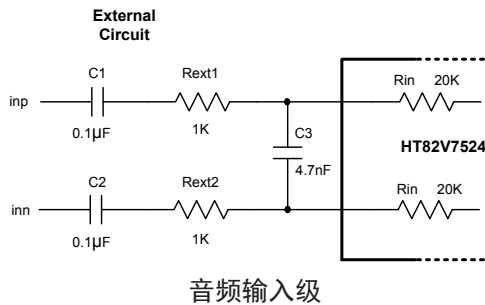 External
Circuit
C1
Rext1
Rin 20K
inp
0.1µF
1K
C3
HT82V7524
4.7nF
C2
Rext2
Rin 20K
inn
0.1µF
1K
音频输入级